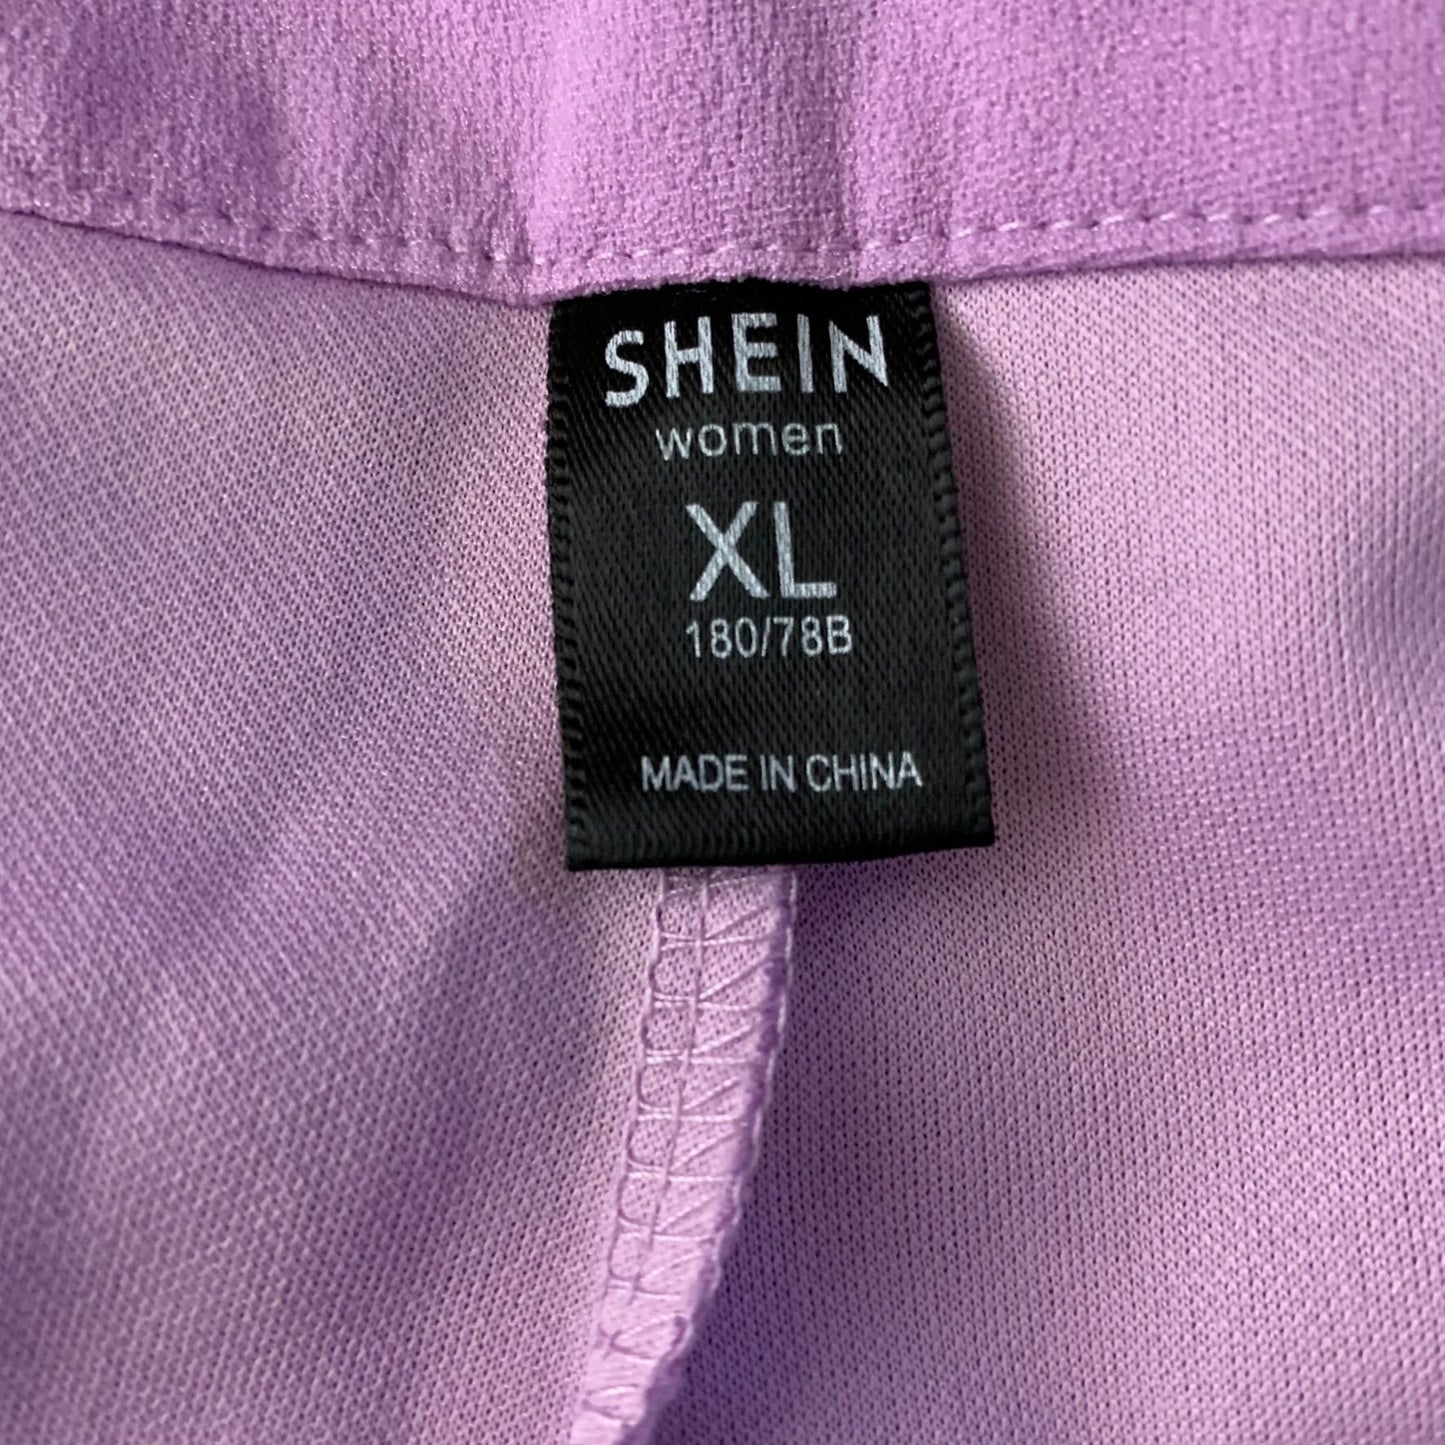 SHEIN
women
XL
180/78B
MADE IN CHINA